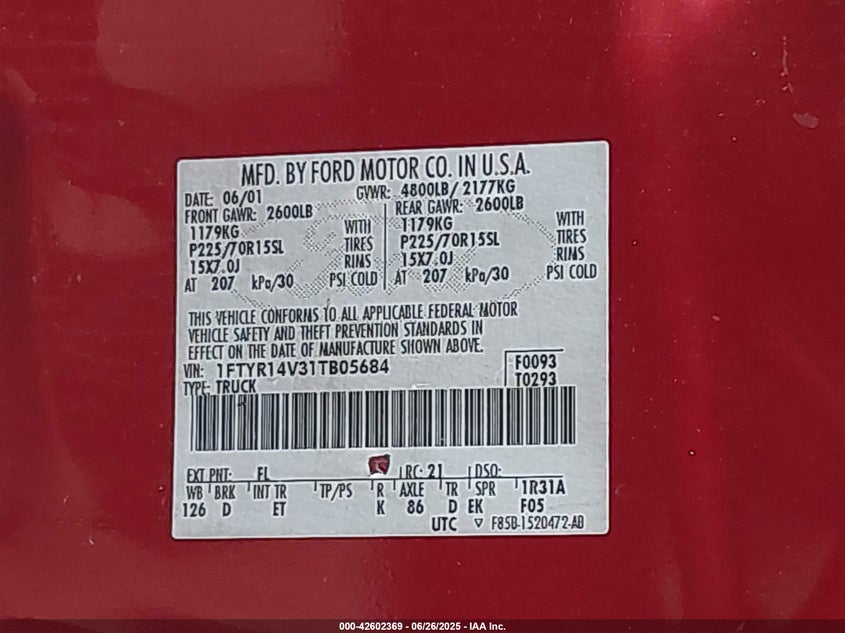 MFD. BY FORD MOTOR CO. IN U.S.A.
DATE: 06/01 GVWR: 4800LB/ 2177KG
FRONT GAWR: 2600LB REAR GAWR: 2600LB
1179KG WITH 1179KG WITH
P225/70R15SL TIRES P225/70R15SL TIRES
15X7.0J RIMS 15X7.0J RIMS
AT 207 kPa/30 PSI COLD AT 207 kPa/30 PSI COLD
THIS VEHICLE CONFORMS TO ALL APPLICABLE FEDERAL MOTOR
VEHICLE SAFETY AND THEFT PREVENTION STANDARDS IN
EFFECT ON THE DATE OF MANUFACTURE SHOWN ABOVE.
VIN: 1FTYR14V31TB05684 F0093
TYPE: TRUCK T0293
EXT PNT: FL RC: 21 DSO:
WB BRK INT TR TP/PS R AXLE TR SPR 1R31A
126 D ET K 86 D EK F05
UTC ▽ F85B-1520472-AB
000-42602369 - 06/26/2025 - IAA Inc.